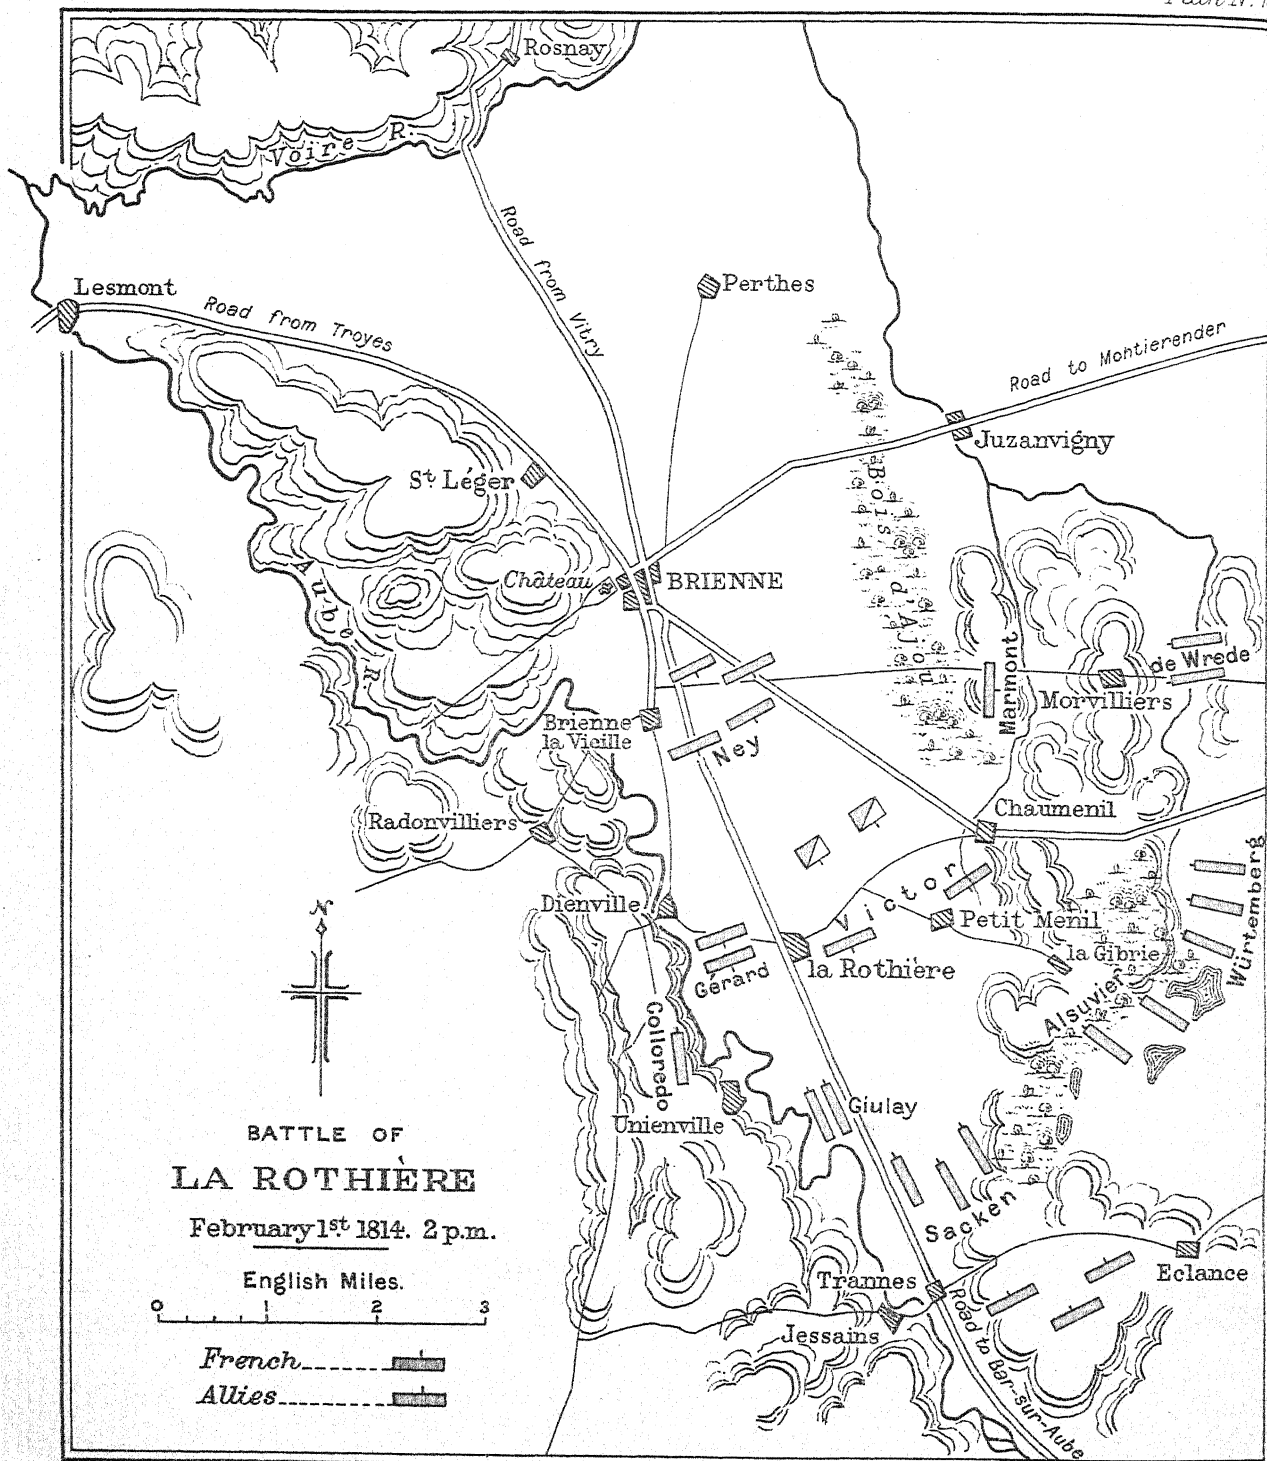 Rosnay
Voire R.
Road from Vitry
Lesmont
Road from Troyes
Perthes
Road to Montierender
Juzanvigny
St Léger
Bois d'Ajou
Château
BRIENNE
Aube R.
Marmont
de Wrede
Morvilliers
Brienne
la Vieille
Ney
Radonvilliers
Chaumenil
Victor
Würtemberg
Dienville
Petit Menil
la Gibrie
Gérard
la Rothière
Alsuvier
Colloredo
N
Giulay
Unienville
Sacken
Eclance
Trannes
Jessains
Road to Bar-sur-Aube
BATTLE OF
LA ROTHIÈRE
February 1st. 1814. 2 p.m.
English Miles.
0 1 2 3
French
Allies